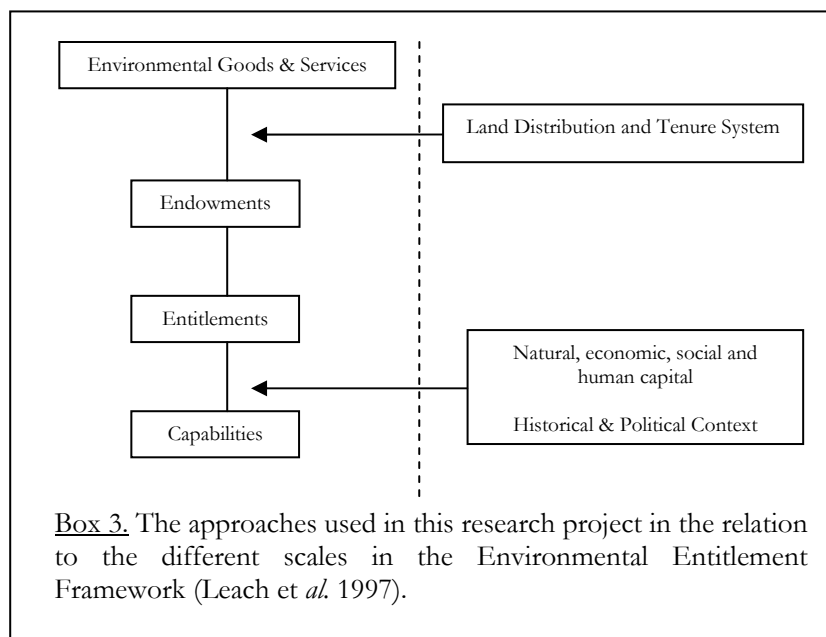 Environmental Goods & Services
Land Distribution and Tenure System
Endowments
Entitlements
Natural, economic, social and
human capital
Historical & Political Context
Capabilities
Box 3. The approaches used in this research project in the relation
to the different scales in the Environmental Entitlement
Framework (Leach et al. 1997).